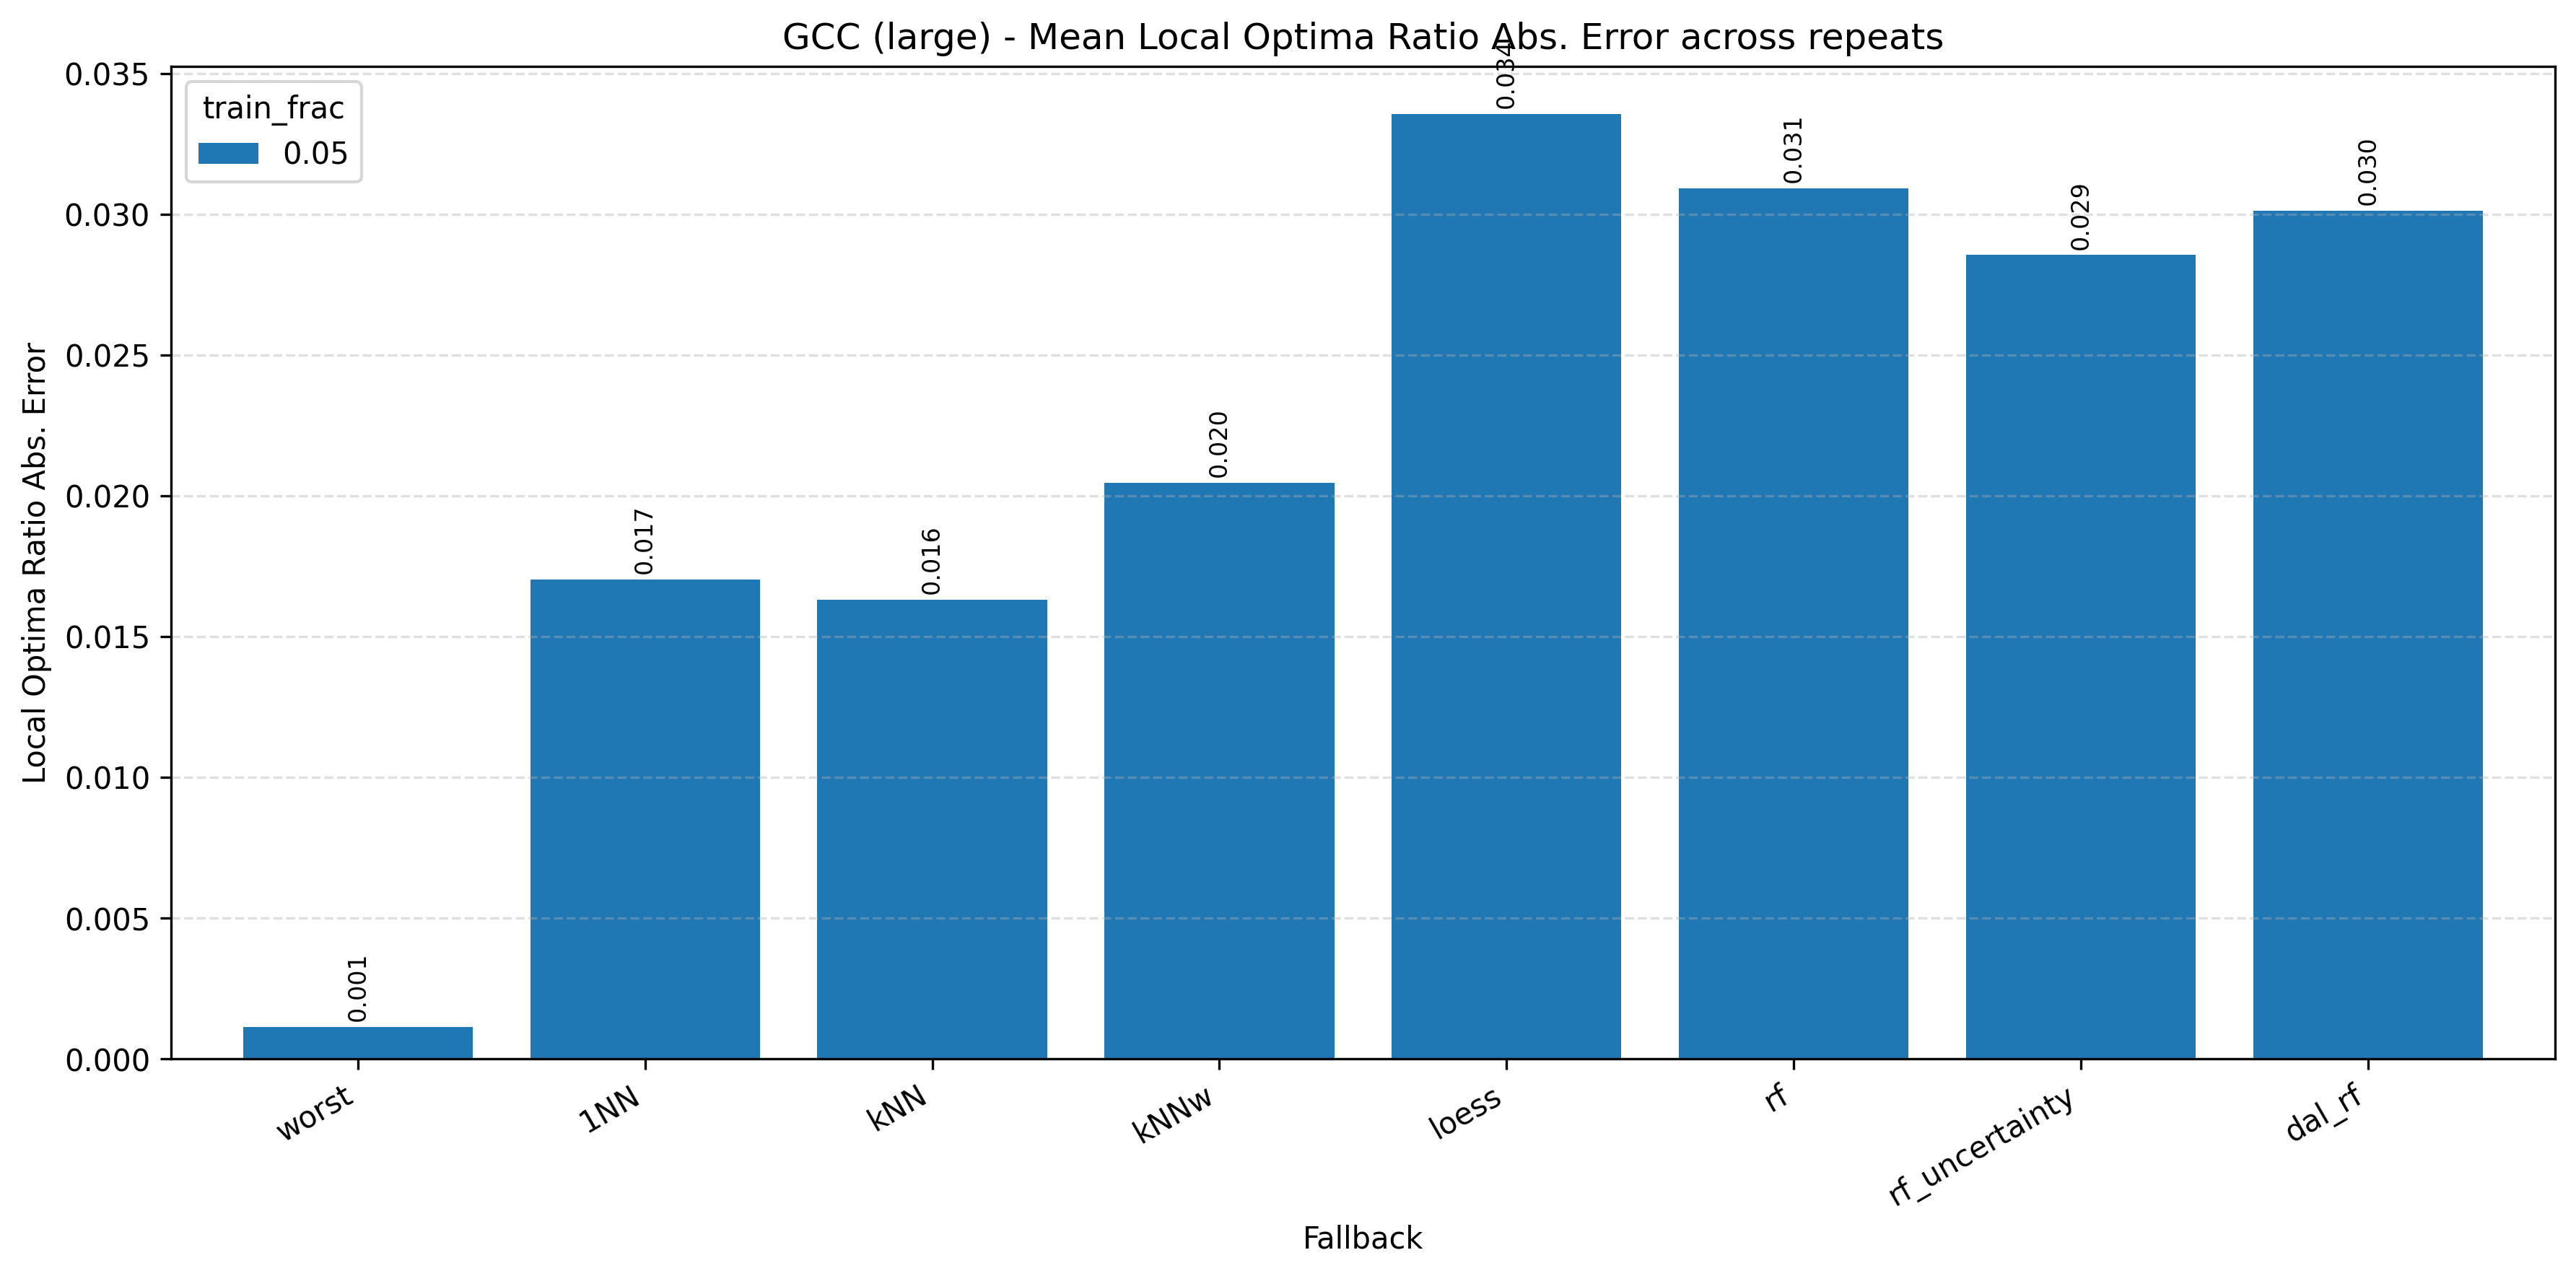 GCC (large) - Mean Local Optima Ratio Abs. Error across repeats
train_frac
0.05
Local Optima Ratio Abs. Error
0.035
0.030
0.025
0.020
0.015
0.010
0.005
0.000
0.001
0.017
0.016
0.020
0.034
0.031
0.029
0.030
worst
1NN
kNN
kNNw
loess
rf
rf_uncertainty
dal_rf
Fallback